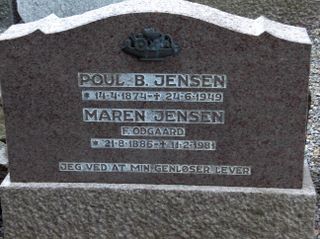 POUL B. JENSEN
* 14·4·1874-✝ 24·6·1949
MAREN JENSEN
F. ODGAARD
* 21·8·1886-✝ 11·2·1981
JEG VED AT MIN GENLØSER LEVER